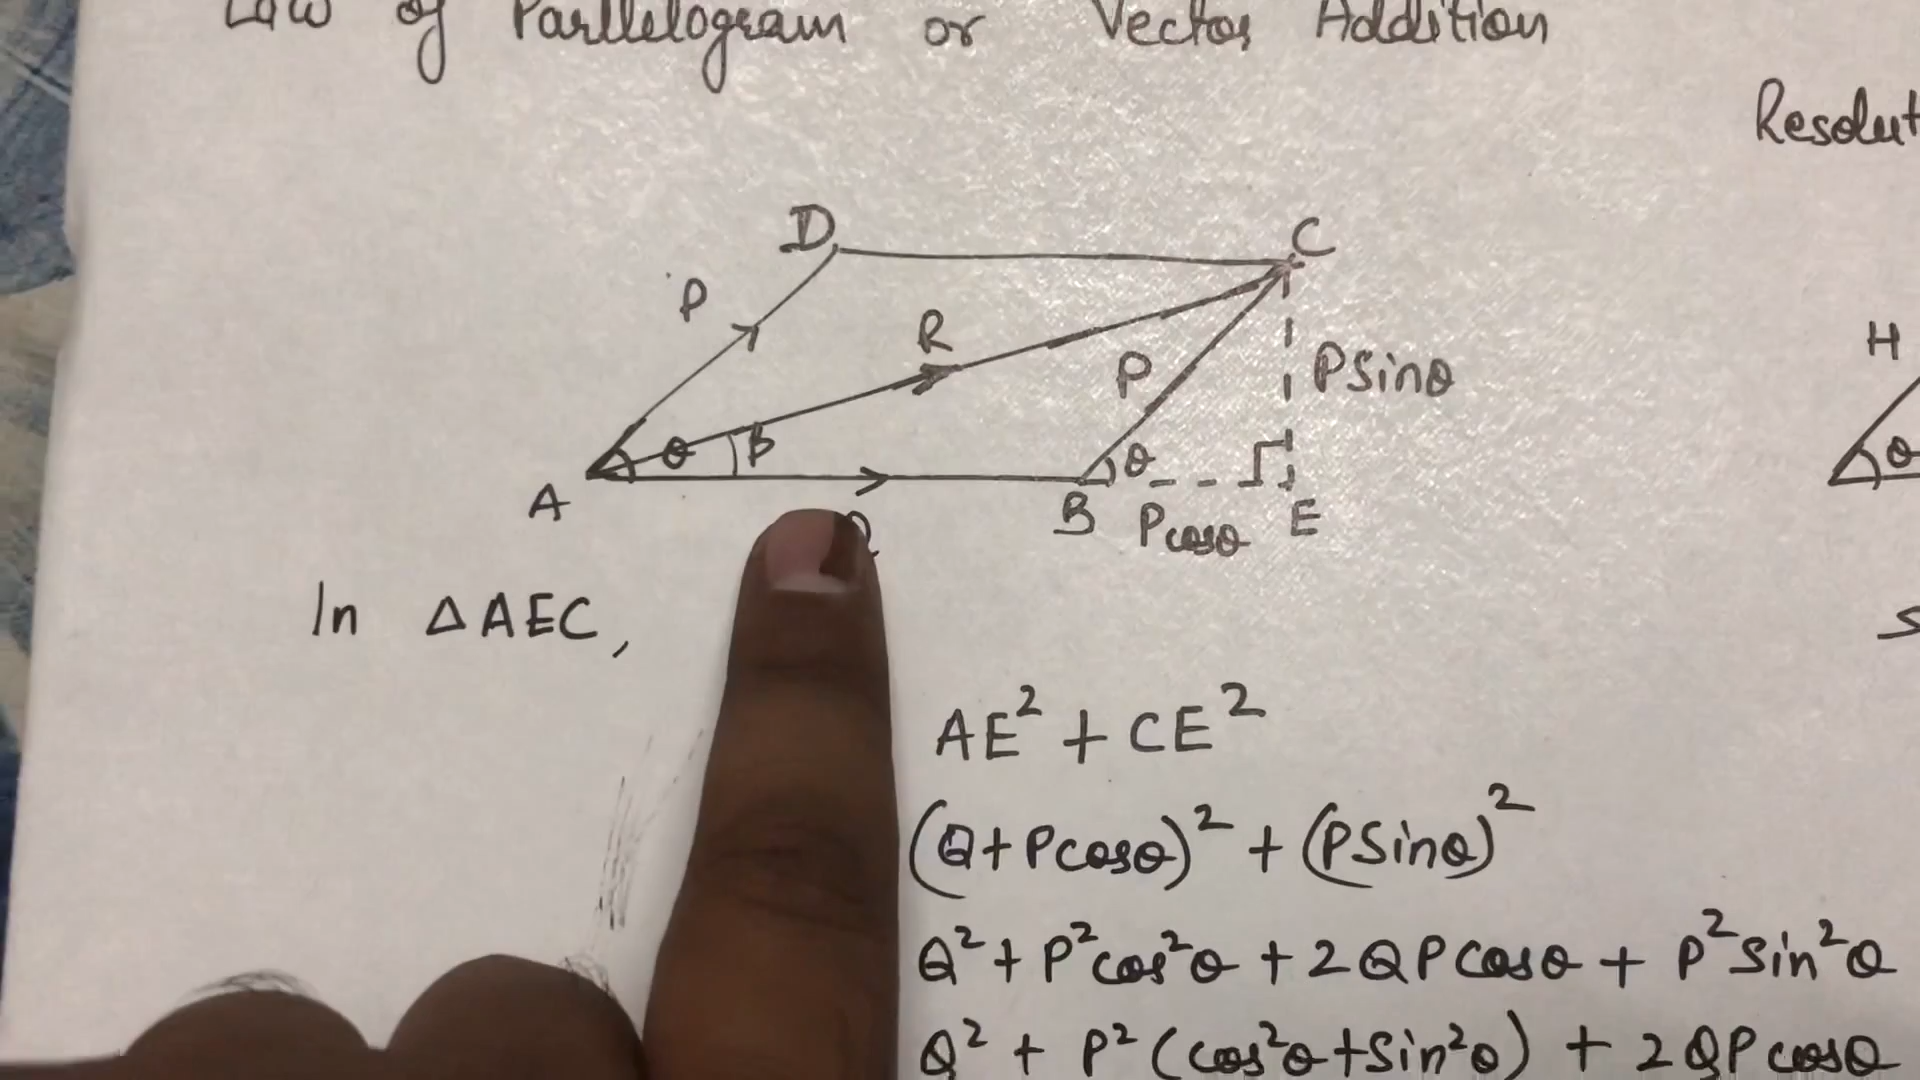 Law of Parllelogram or Vector Addition
D
C
P
R
P
Psinθ
H
θ
β
θ
θ
A
B
Pcosθ
E
In ΔAEC,
AE² + CE²
(Q+Pcosθ)² + (PSinθ)²
Q² + P²cos²θ + 2QPcosθ + P²Sin²θ
Q² + P²(cos²θ+Sin²θ) + 2QPcosθ